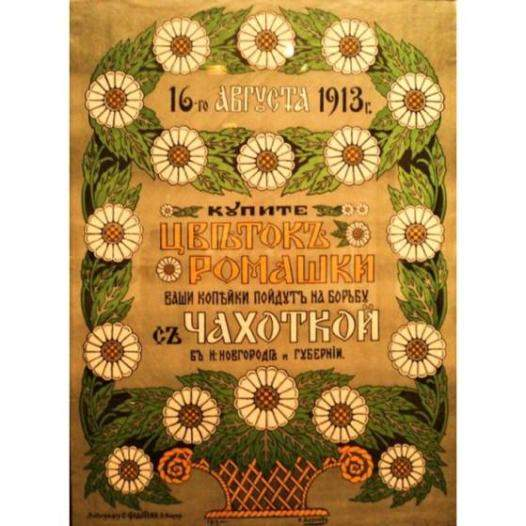 16-го АВГУСТА 1913 г.
КУПИТЕ
ЦВѢТОКЪ
РОМАШКИ
ВАШИ КОПѢЙКИ ПОЙДУТЪ НА БОРЬБУ
СЪ ЧАХОТКОЙ
ВЪ Н. НОВГОРОДѢ и ГУБЕРНІИ.